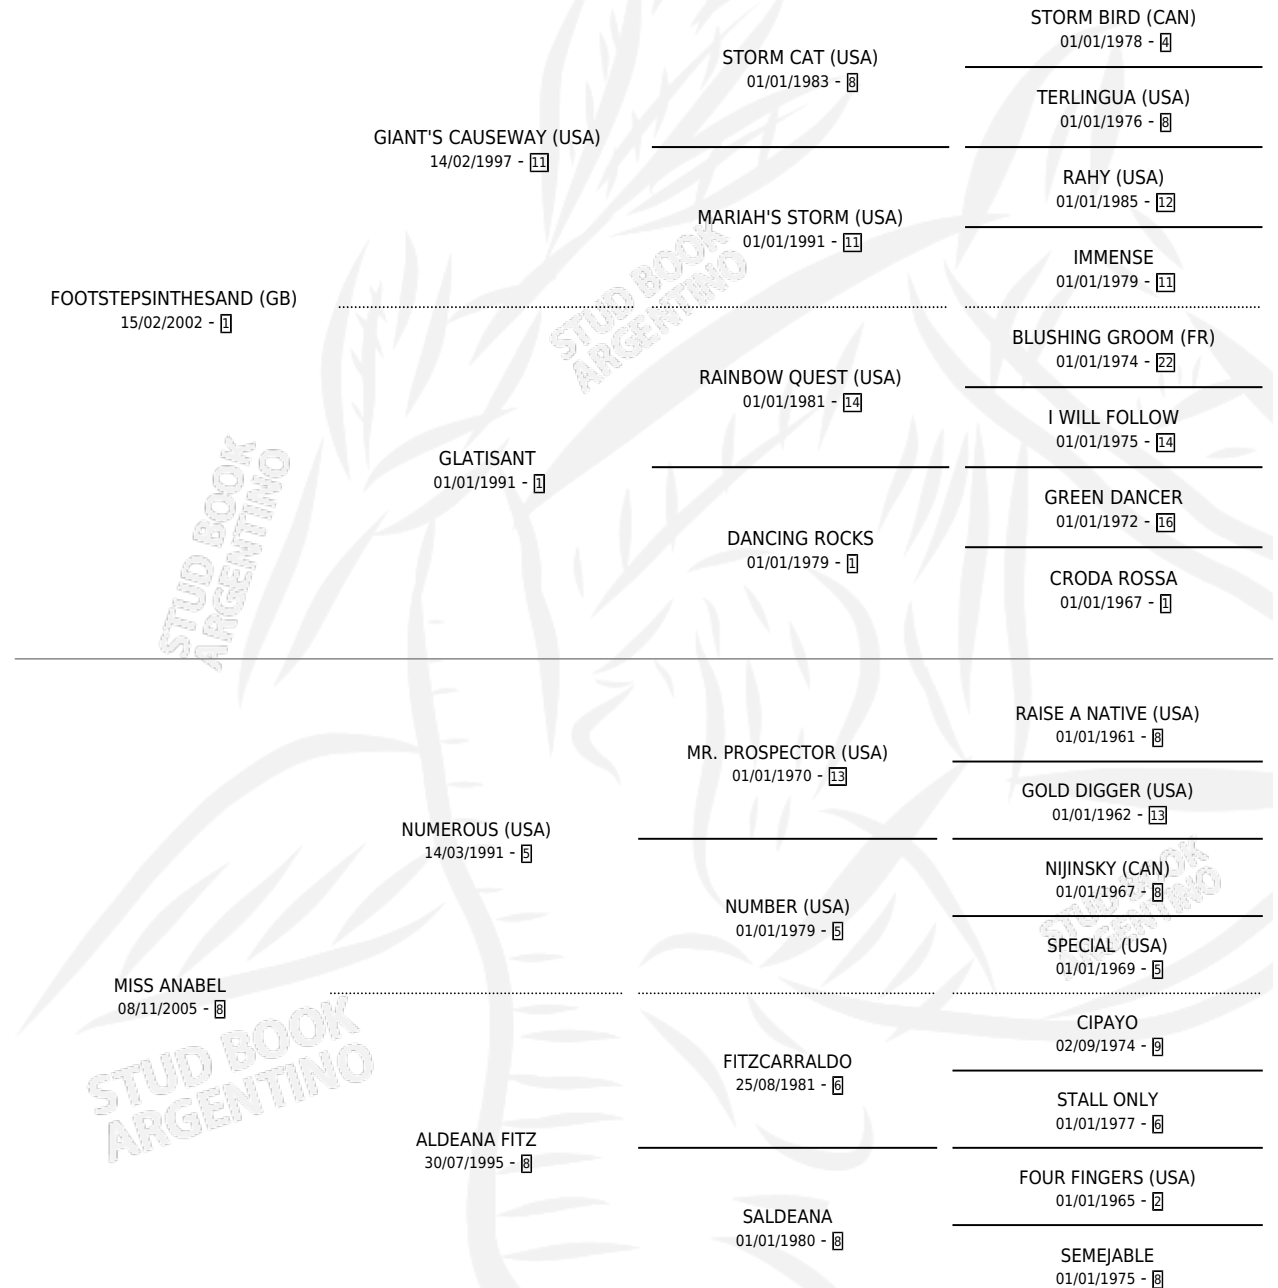 STORM BIRD (CAN)
01/01/1978 - 4
STORM CAT (USA)
01/01/1983 - 8
TERLINGUA (USA)
01/01/1976 - 8
GIANT'S CAUSEWAY (USA)
14/02/1997 - 11
RAHY (USA)
01/01/1985 - 12
MARIAH'S STORM (USA)
01/01/1991 - 11
IMMENSE
01/01/1979 - 11
FOOTSTEPSINTHESAND (GB)
15/02/2002 - 1
BLUSHING GROOM (FR)
01/01/1974 - 22
RAINBOW QUEST (USA)
01/01/1981 - 14
I WILL FOLLOW
01/01/1975 - 14
GLATISANT
01/01/1991 - 1
GREEN DANCER
01/01/1972 - 16
DANCING ROCKS
01/01/1979 - 1
CRODA ROSSA
01/01/1967 - 1
RAISE A NATIVE (USA)
01/01/1961 - 8
MR. PROSPECTOR (USA)
01/01/1970 - 13
GOLD DIGGER (USA)
01/01/1962 - 13
NUMEROUS (USA)
14/03/1991 - 5
NIJINSKY (CAN)
01/01/1967 - 8
NUMBER (USA)
01/01/1979 - 5
SPECIAL (USA)
01/01/1969 - 5
MISS ANABEL
08/11/2005 - 8
CIPAYO
02/09/1974 - 9
FITZCARRALDO
25/08/1981 - 6
STALL ONLY
01/01/1977 - 6
ALDEANA FITZ
30/07/1995 - 8
FOUR FINGERS (USA)
01/01/1965 - 2
SALDEANA
01/01/1980 - 8
SEMEJABLE
01/01/1975 - 8
STUD BOOK
ARGENTINO
STUD BOOK
ARGENTINO
STUD BOOK
ARGENTINO
STUD BOOK
ARGENTINO